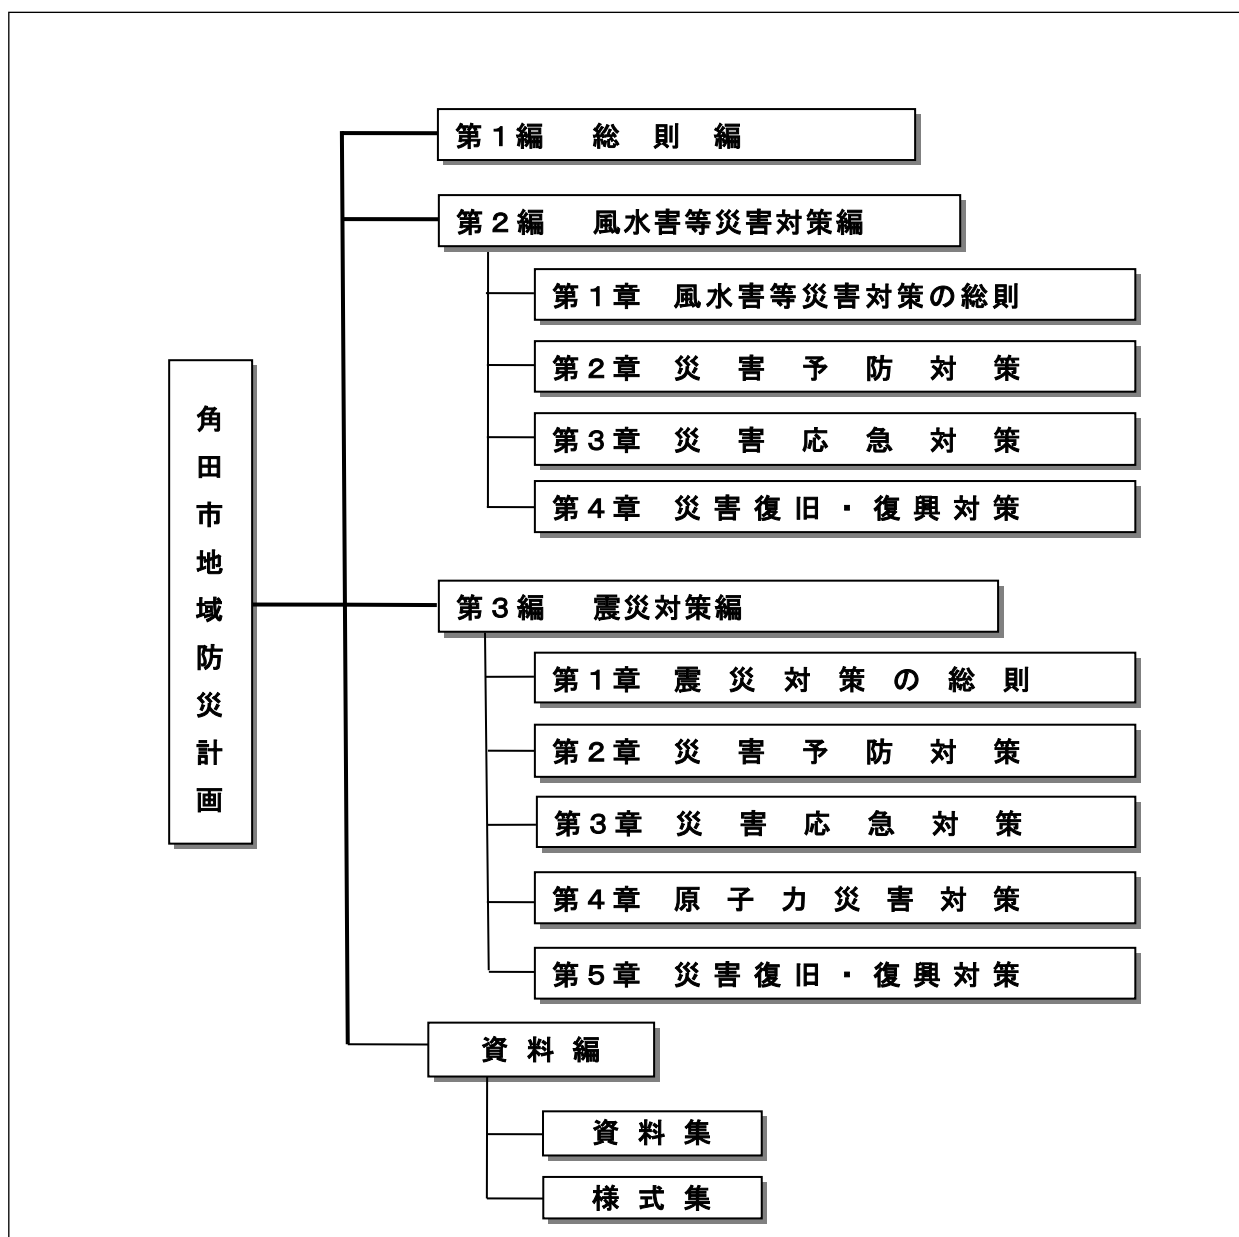 角田市地域防災計画
第１編　総　則　編
第２編　風水害等災害対策編
第１章　風水害等災害対策の総則
第２章　災　害　予　防　対　策
第３章　災　害　応　急　対　策
第４章　災害復旧・復興対策
第３編　震災対策編
第１章　震　災　対　策　の　総　則
第２章　災　害　予　防　対　策
第３章　災　害　応　急　対　策
第４章　原　子　力　災　害　対　策
第５章　災害復旧・復興対策
資　料　編
資　料　集
様　式　集